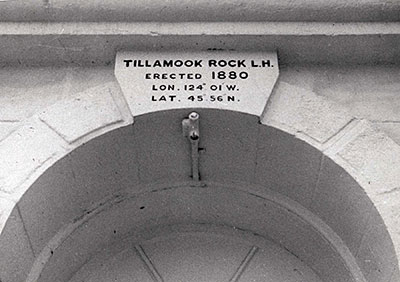 TILLAMOOK ROCK L.H.
ERECTED 1880
LON. 124° 01' W.
LAT. 45° 56' N.